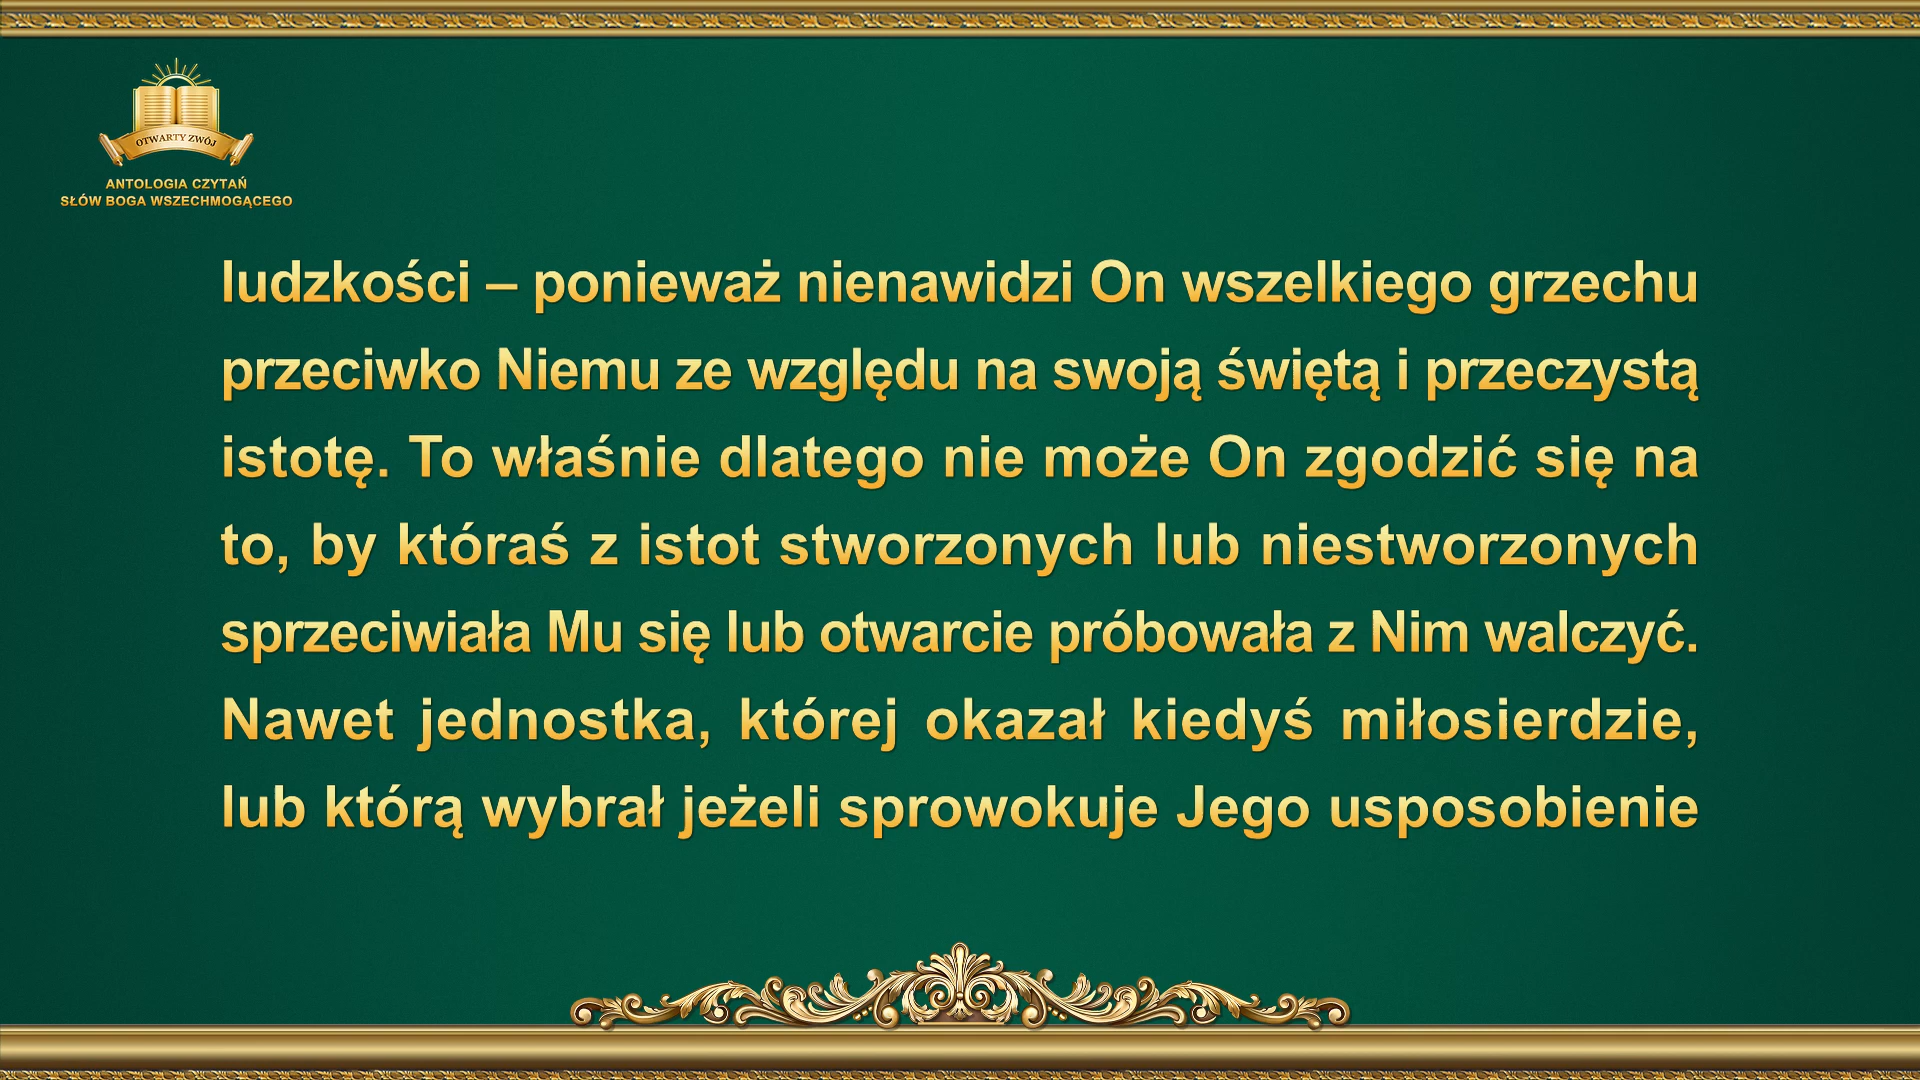 OTWARTY ZWÓJ
ANTOLOGIA CZYTAŃ
SŁÓW BOGA WSZECHMOGĄCEGO
ludzkości – ponieważ nienawidzi On wszelkiego grzechu
przeciwko Niemu ze względu na swoją świętą i przeczystą
istotę. To właśnie dlatego nie może On zgodzić się na
to, by któraś z istot stworzonych lub niestworzonych
sprzeciwiała Mu się lub otwarcie próbowała z Nim walczyć.
Nawet jednostka, której okazał kiedyś miłosierdzie,
lub którą wybrał jeżeli sprowokuje Jego usposobienie